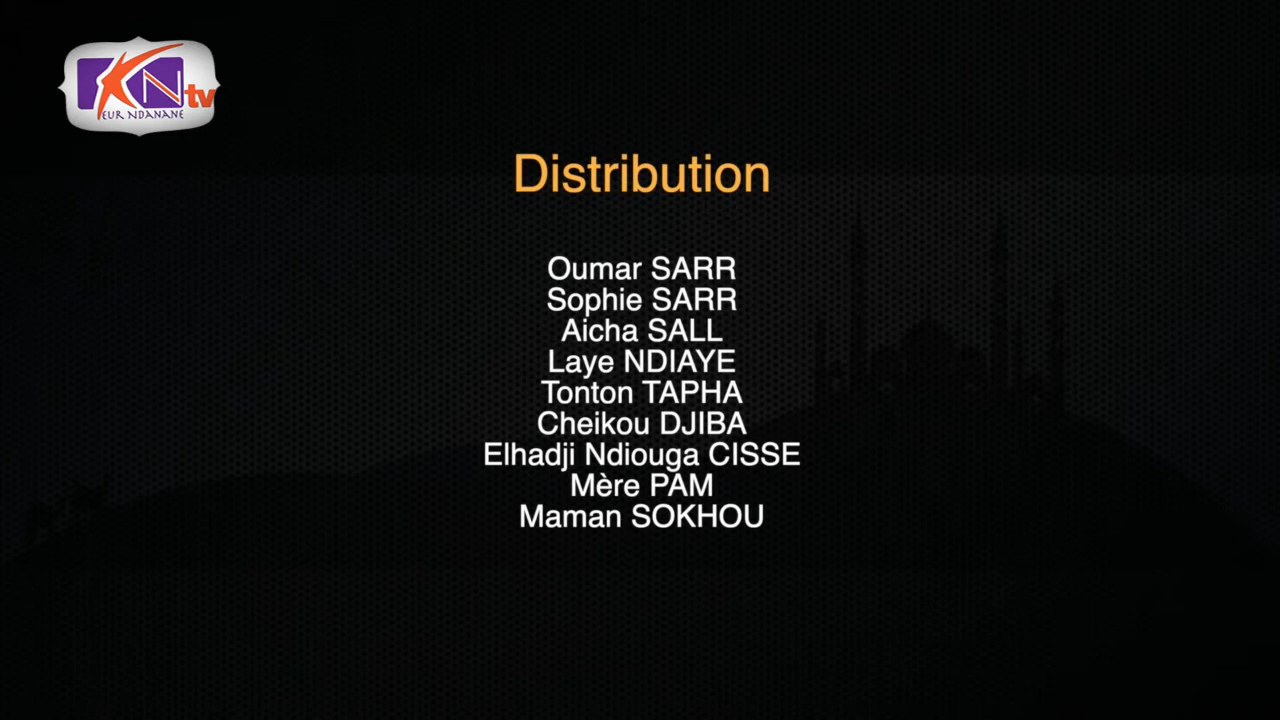 KN tv
KEUR NDANANE
Distribution
Oumar SARR
Sophie SARR
Aicha SALL
Laye NDIAYE
Tonton TAPHA
Cheikou DJIBA
Elhadji Ndiouga CISSE
Mère PAM
Maman SOKHOU